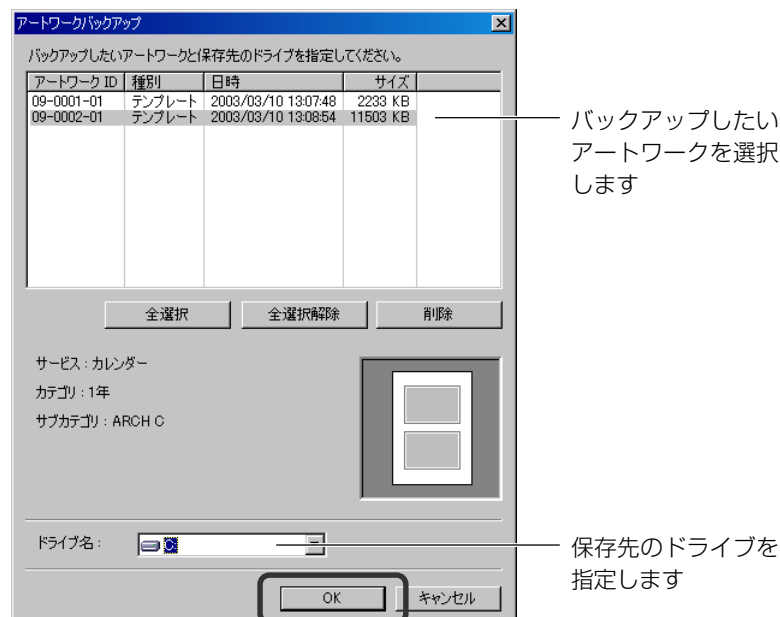 アートワークバックアップ
バックアップしたいアートワークと保存先のドライブを指定してください。
アートワーク ID 種別 日時 サイズ
09-0001-01 テンプレート 2003/03/10 13:07:48 2233 KB
09-0002-01 テンプレート 2003/03/10 13:08:54 11503 KB
バックアップしたい
アートワークを選択
します
全選択 全選択解除 削除
サービス : カレンダー
カテゴリ : 1年
サブカテゴリ : ARCH C
ドライブ名 : C:
保存先のドライブを
指定します
OK キャンセル